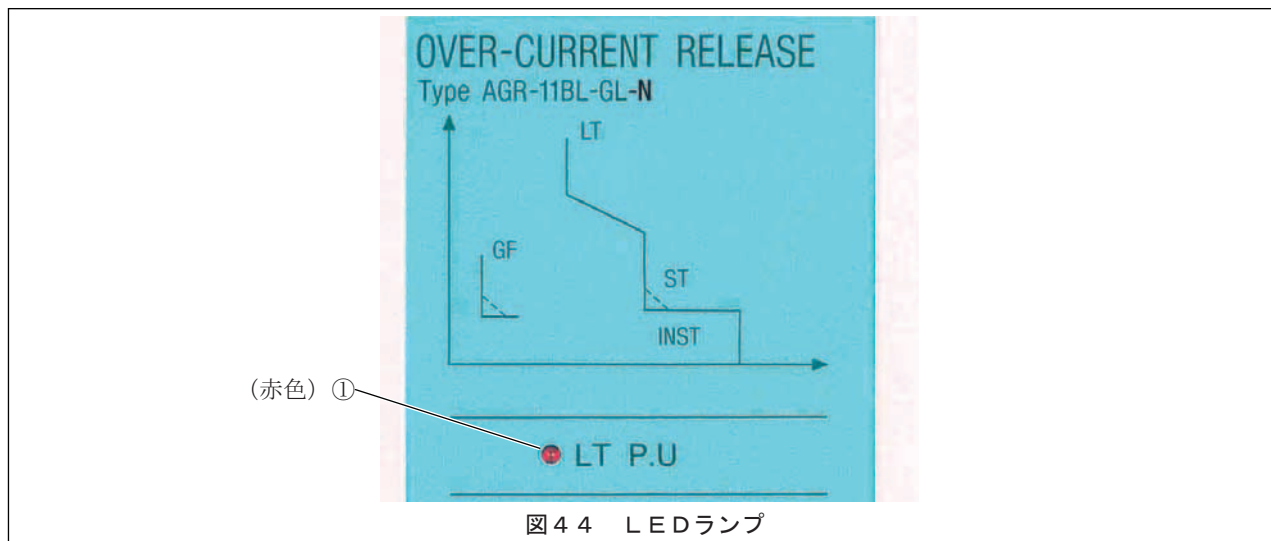 OVER-CURRENT RELEASE
Type AGR-11BL-GL-N
LT
GF
ST
INST
(赤色) ①
LT P.U
図44 LEDランプ